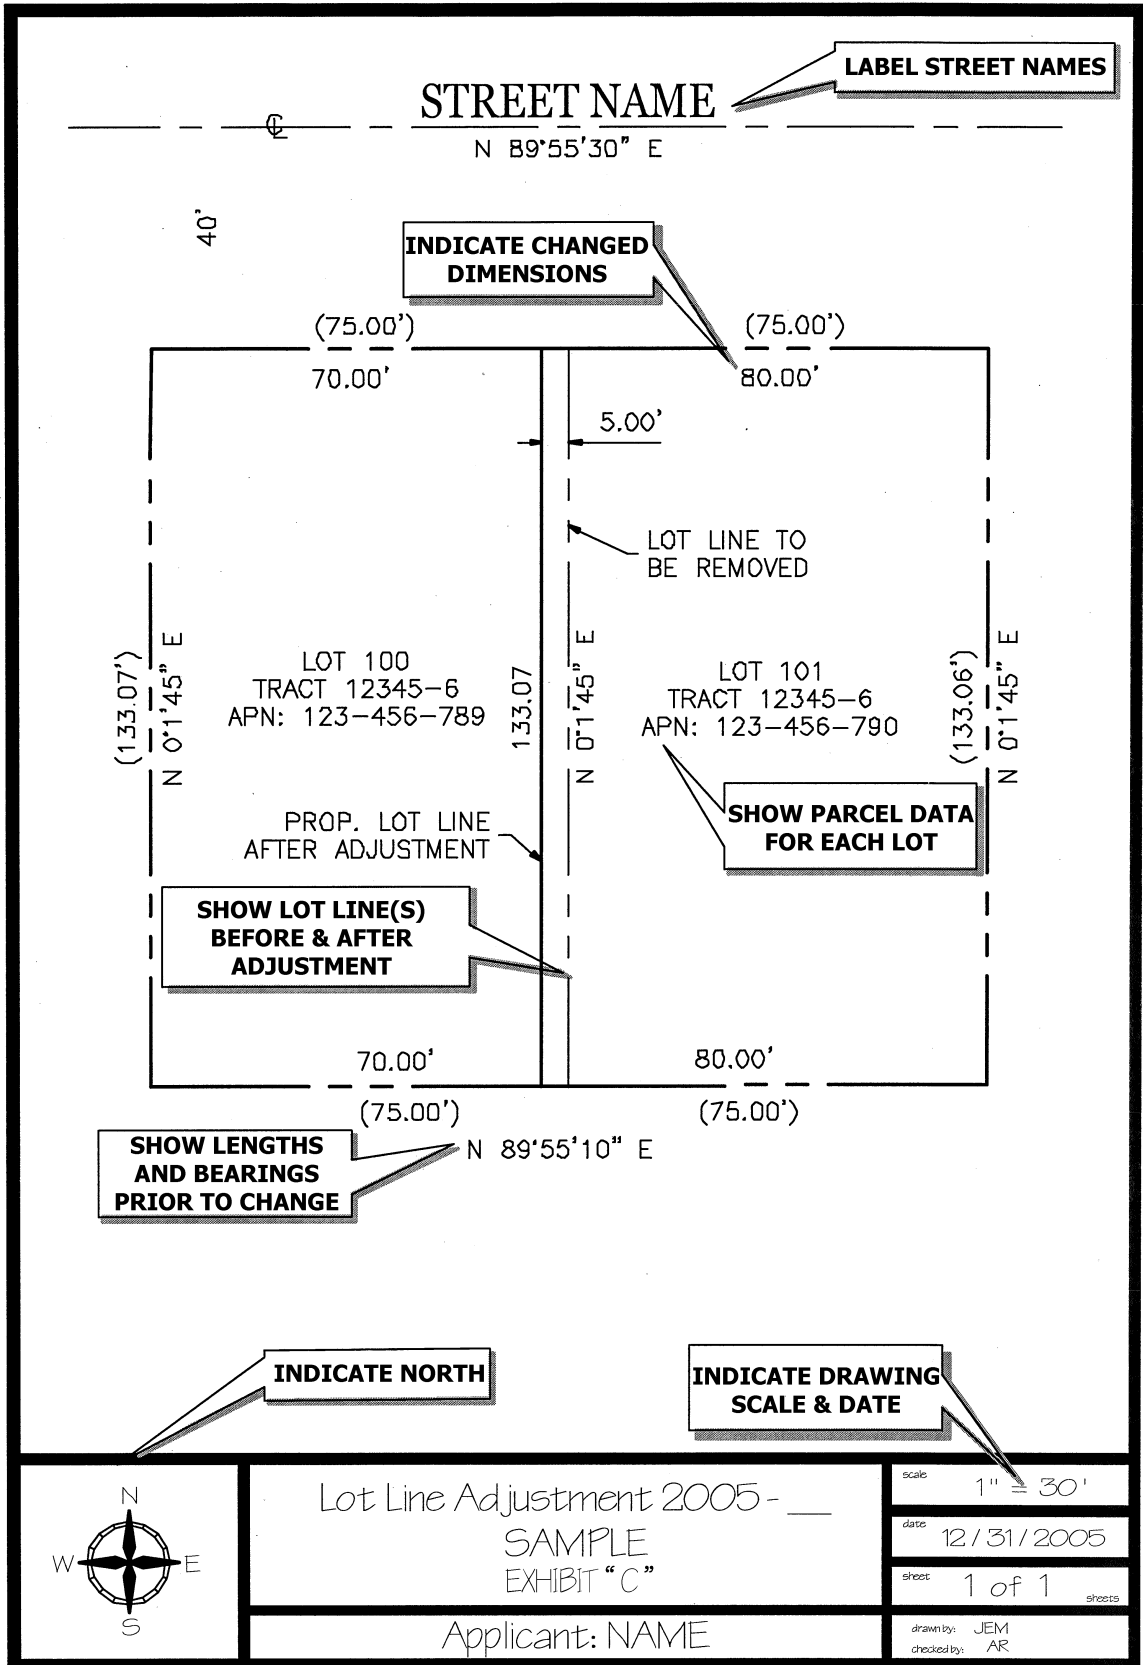 LABEL STREET NAMES
STREET NAME
℄
N 89°55'30" E
40"
INDICATE CHANGED
DIMENSIONS
(75.00')
(75.00')
70.00'
80.00'
5.00'
LOT LINE TO
BE REMOVED
(133.07')
N 0°1'45" E
LOT 100
TRACT 12345-6
APN: 123-456-789
133.07
N 0°1'45" E
LOT 101
TRACT 12345-6
APN: 123-456-790
(133.06')
N 0°1'45" E
SHOW PARCEL DATA
FOR EACH LOT
PROP. LOT LINE
AFTER ADJUSTMENT
SHOW LOT LINE(S)
BEFORE & AFTER
ADJUSTMENT
70.00'
80.00'
(75.00')
(75.00')
SHOW LENGTHS
AND BEARINGS
PRIOR TO CHANGE
N 89°55'10" E
INDICATE NORTH
INDICATE DRAWING
SCALE & DATE
N
W
E
S
Lot Line Adjustment 2005-___
SAMPLE
EXHIBIT "C"
Applicant: NAME
scale 1" = 30'
date 12/31/2005
sheet 1 of 1 sheets
drawn by: JEM
checked by: AR